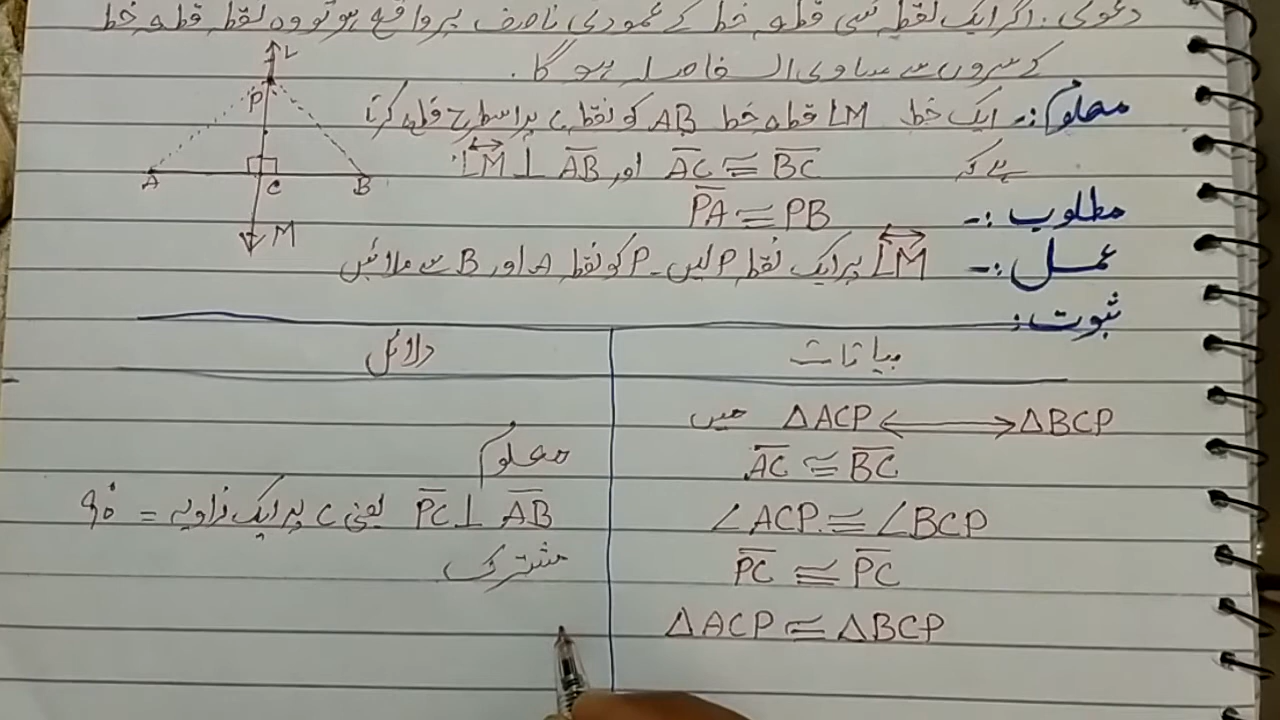 دعوی: اگر ایک نقطہ کسی قطعہ خط کے عمودی ناصف پر واقع ہو تو وہ نقطہ قطعہ خط
کے سروں سے مساوی الفاصلہ ہو گا۔
معلوم :۔ ایک خط LM قطعہ خط AB کو نقطہ C پر اسطرح قطع کرتا
ہے کہ AC ≅ BC اور LM ⊥ AB
مطلوب :۔ PA ≅ PB
عمل :۔ LM پر ایک نقطہ P لیں۔ P کو نقطہ A اور B سے ملائیں
ثبوت :
بیانات دلائل
ΔACP ⟷ ΔBCP میں
AC ≅ BC معلوم
∠ACP ≅ ∠BCP PC ⊥ AB یعنی C پر ایک زاویہ = 90°
PC ≅ PC مشترک
ΔACP ≅ ΔBCP
L
P
A
C
B
M